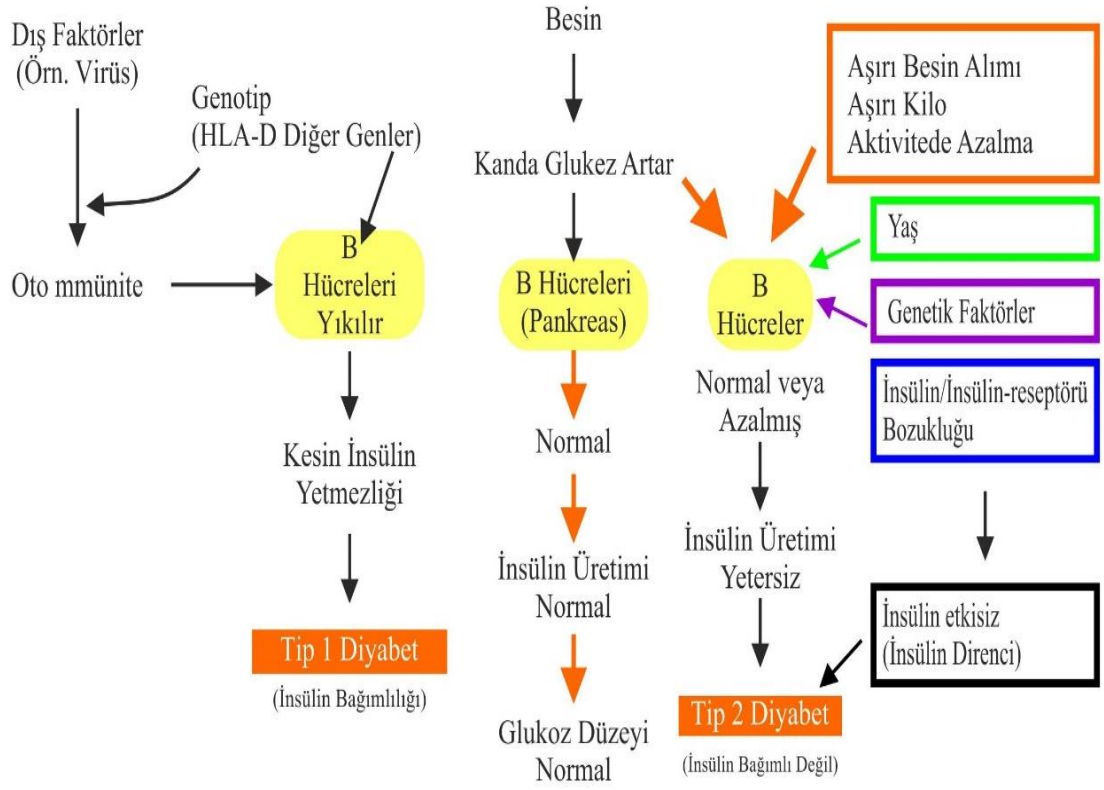 Dış Faktörler
(Örn. Virüs)
Genotip
(HLA-D Diğer Genler)
Oto mmünite
B
Hücreleri
Yıkılır
Kesin İnsülin
Yetmezliği
Tip 1 Diyabet
(İnsülin Bağımlılığı)
Besin
Kanda Glukez Artar
B Hücreleri
(Pankreas)
Normal
İnsülin Üretimi
Normal
Glukoz Düzeyi
Normal
Aşırı Besin Alımı
Aşırı Kilo
Aktivitede Azalma
Yaş
Genetik Faktörler
İnsülin/İnsülin-reseptörü
Bozukluğu
B
Hücreler
Normal veya
Azalmış
İnsülin Üretimi
Yetersiz
İnsülin etkisiz
(İnsülin Direnci)
Tip 2 Diyabet
(İnsülin Bağımlı Değil)